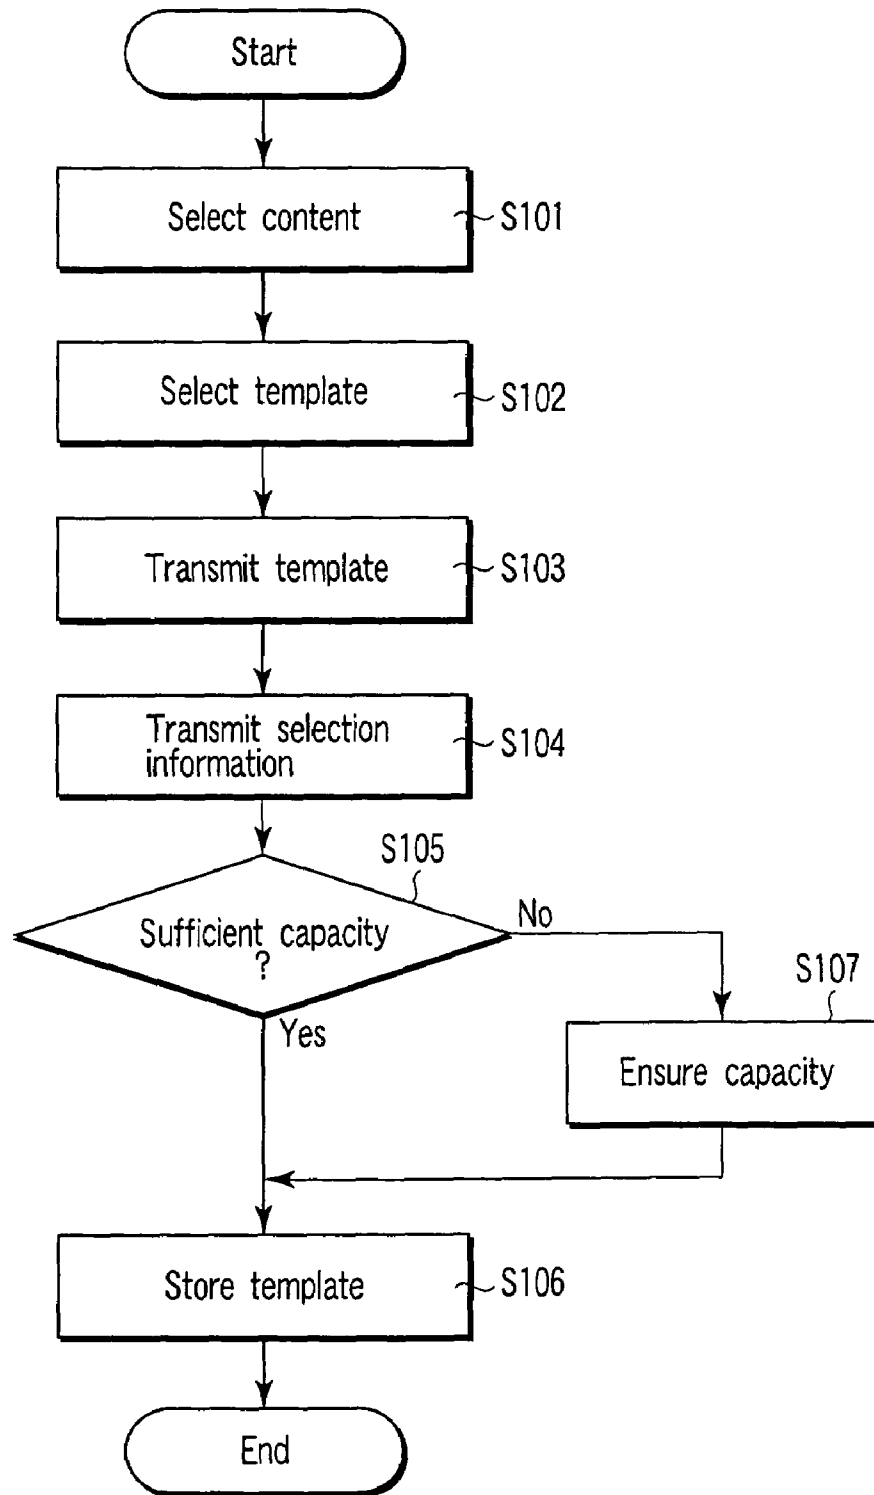 Start
Select content
S101
Select template
S102
Transmit template
S103
Transmit selection
information
S104
S105
Sufficient capacity
?
No
Yes
S107
Ensure capacity
Store template
S106
End